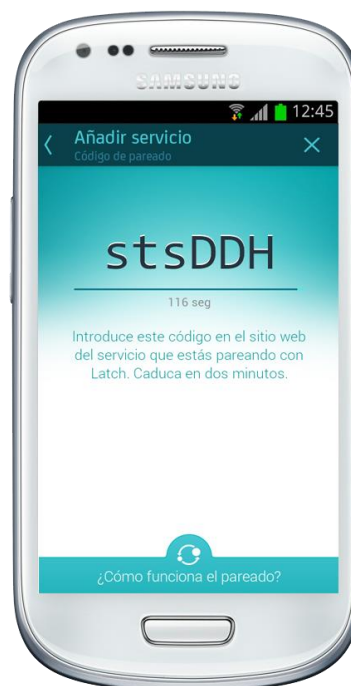 SAMSUNG
12:45
Añadir servicio
Código de pareado
stsDDH
116 seg
Introduce este código en el sitio web
del servicio que estás pareando con
Latch. Caduca en dos minutos.
¿Cómo funciona el pareado?